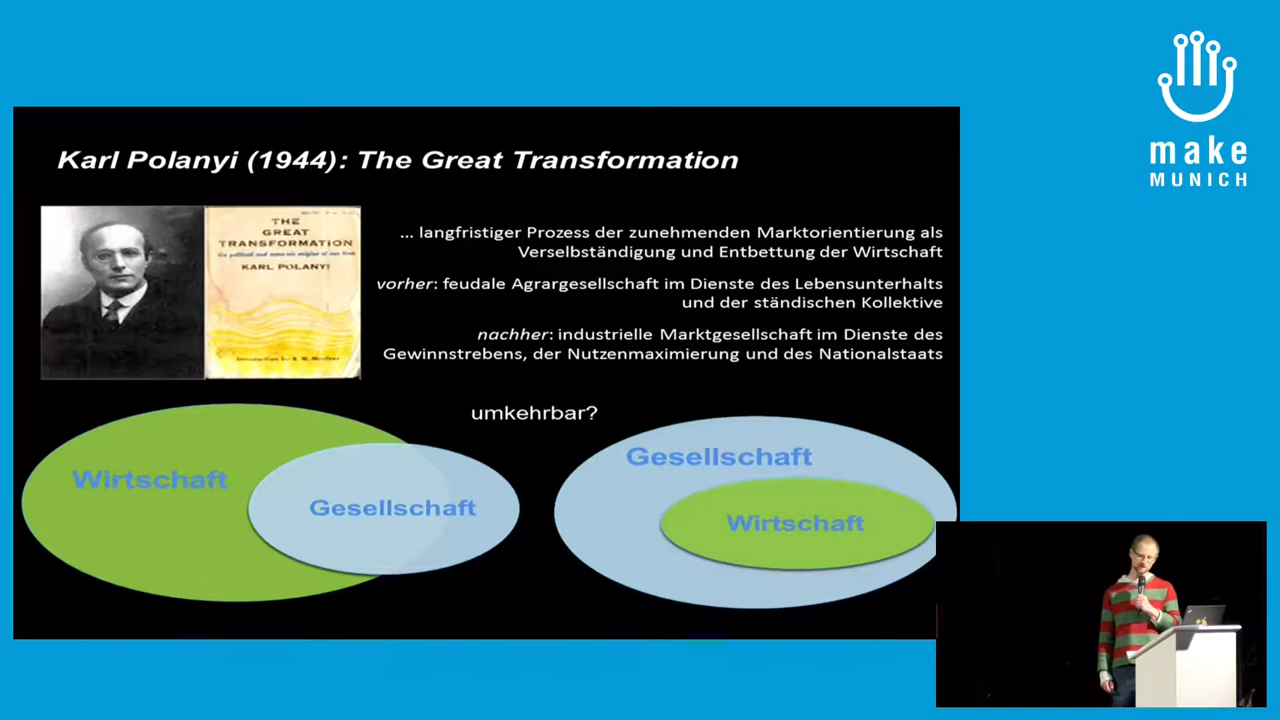 make
MUNICH
Karl Polanyi (1944): The Great Transformation
THE
GREAT
TRANSFORMATION
KARL POLANYI
... langfristiger Prozess der zunehmenden Marktorientierung als
Verselbständigung und Entbettung der Wirtschaft
vorher: feudale Agrargesellschaft im Dienste des Lebensunterhalts
und der ständischen Kollektive
nachher: industrielle Marktgesellschaft im Dienste des
Gewinnstrebens, der Nutzenmaximierung und des Nationalstaats
umkehrbar?
Wirtschaft
Gesellschaft
Gesellschaft
Wirtschaft